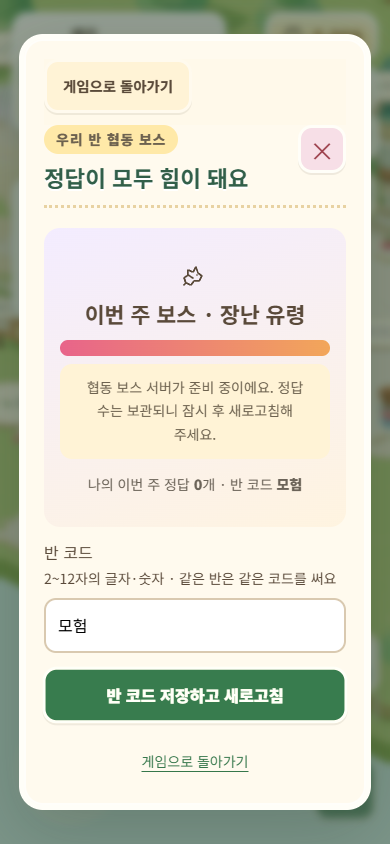 게임으로 돌아가기
우리 반 협동 보스
정답이 모두 힘이 돼요
이번 주 보스 · 장난 유령
협동 보스 서버가 준비 중이에요. 정답
수는 보관되니 잠시 후 새로고침해
주세요.
나의 이번 주 정답 0개 · 반 코드 모험
반 코드
2~12자의 글자·숫자 · 같은 반은 같은 코드를 써요
모험
반 코드 저장하고 새로고침
게임으로 돌아가기